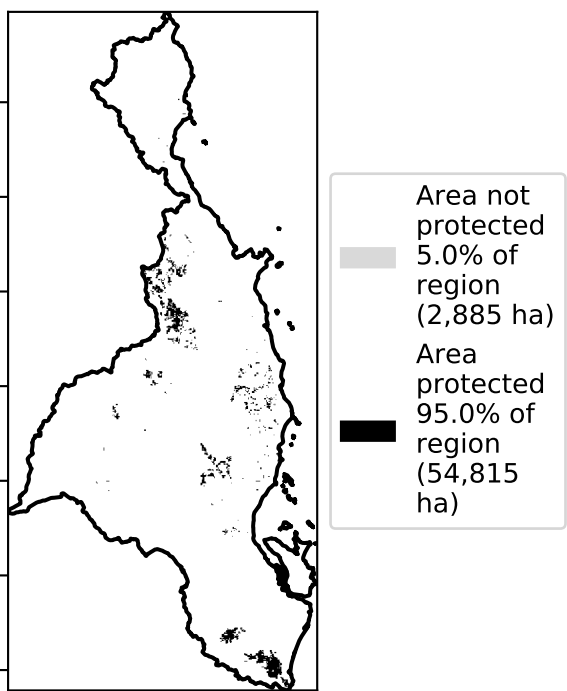 Area not
protected
5.0% of
region
(2,885 ha)
Area
protected
95.0% of
region
(54,815
ha)